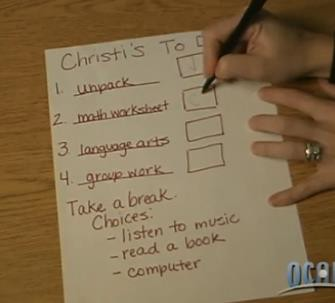 Christi's To
1. unpack
2. math worksheet
3 language arts
4. group work
Take a break.
Choices:
- listen to music
- read a book
- computer
OCA